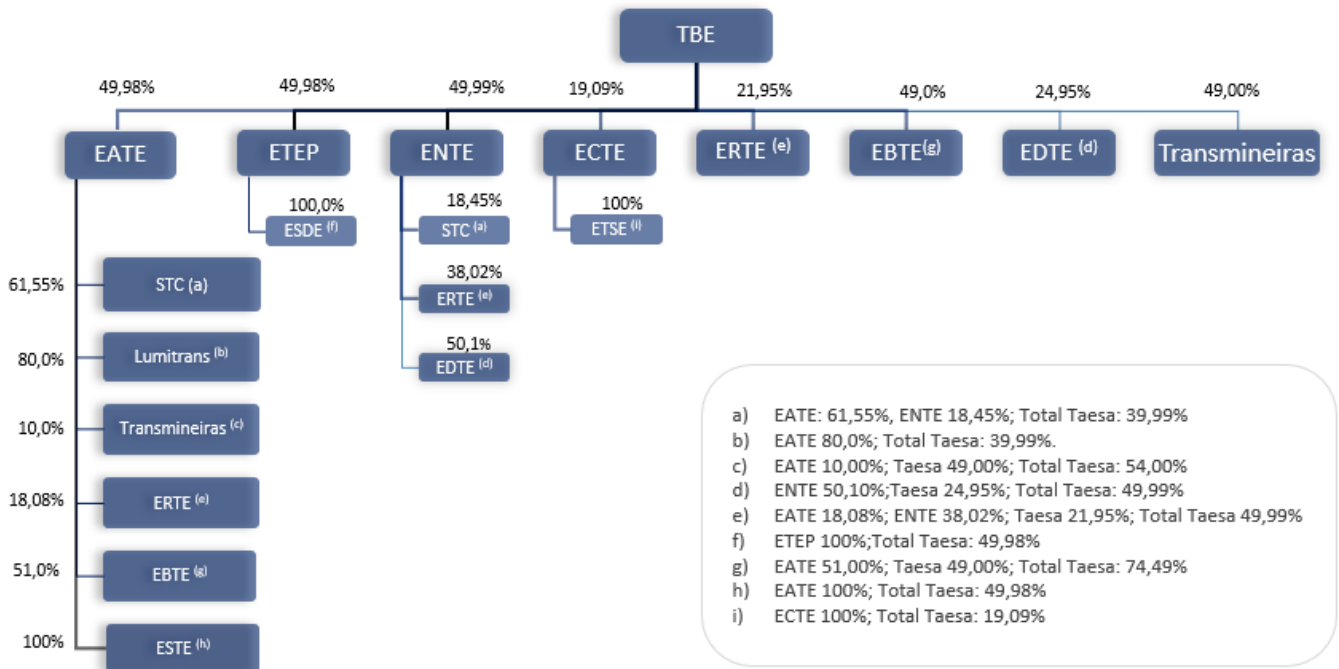 TBE
49,98%
49,98%
49,99%
19,09%
21,95%
49,0%
24,95%
49,00%
EATE
ETEP
ENTE
ECTE
ERTE (e)
EBTE(g)
EDTE (d)
Transmineiras
100,0%
ESDE (f)
18,45%
STC (a)
100%
ETSE (i)
38,02%
ERTE (e)
50,1%
EDTE (d)
61,55%
STC (a)
80,0%
Lumitrans (b)
10,0%
Transmineiras (c)
18,08%
ERTE (e)
51,0%
EBTE (g)
100%
ESTE (h)
a) EATE: 61,55%, ENTE 18,45%; Total Taesa: 39,99%
b) EATE 80,0%; Total Taesa: 39,99%.
c) EATE 10,00%; Taesa 49,00%; Total Taesa: 54,00%
d) ENTE 50,10%;Taesa 24,95%; Total Taesa: 49,99%
e) EATE 18,08%; ENTE 38,02%; Taesa 21,95%; Total Taesa 49,99%
f) ETEP 100%;Total Taesa: 49,98%
g) EATE 51,00%; Taesa 49,00%; Total Taesa: 74,49%
h) EATE 100%; Total Taesa: 49,98%
i) ECTE 100%; Total Taesa: 19,09%